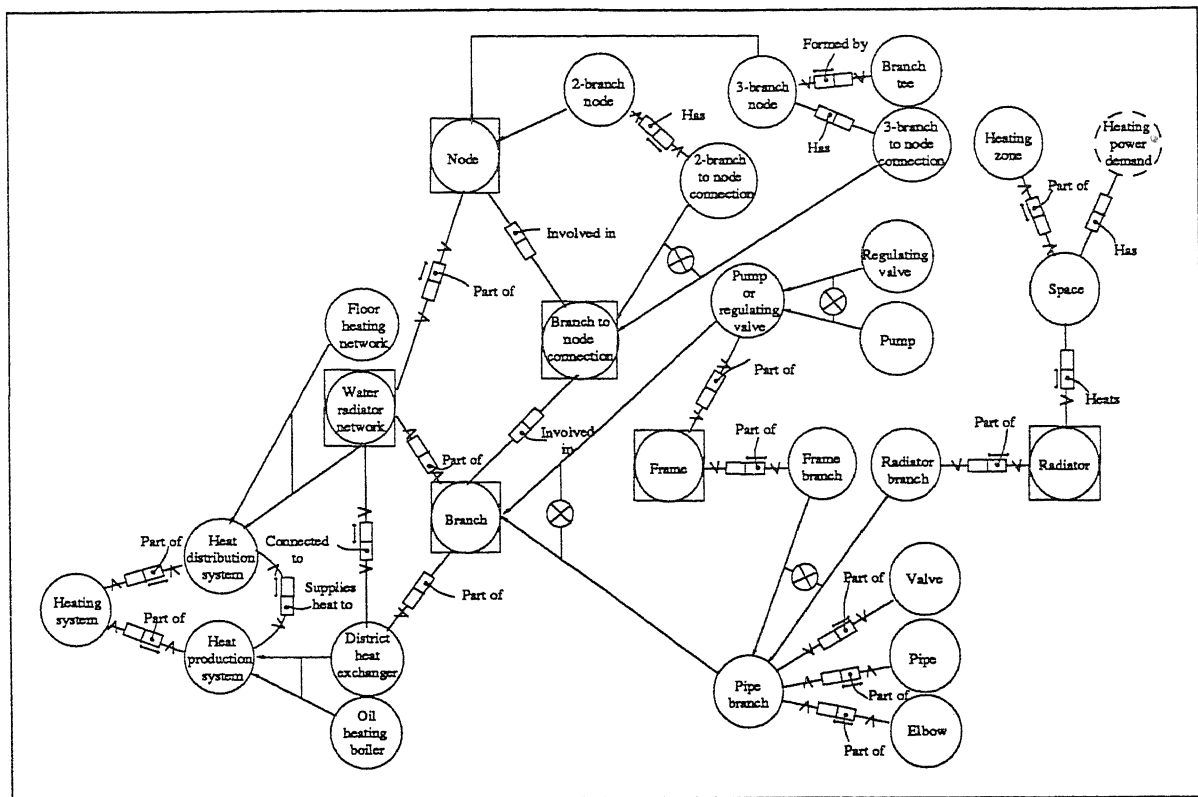 Formed by
Branch
tee
2-branch
node
3-branch
node
Has
Has
3-branch
to node
connection
Heating
zone
Heating
power
demand
Node
2-branch
to node
connection
Part of
Has
Involved in
Regulating
valve
Pump
or
regulating
valve
Space
Part of
Floor
heating
network
Branch to
node
connection
Pump
Water
radiator
network
Part of
Heats
Involved
in
Part of
Part of
Part of
Frame
Frame
branch
Radiator
branch
Radiator
Branch
Connected
to
Heat
distribution
system
Part of
Valve
Part of
Supplies
heat to
Part of
Heating
system
Part of
Heat
production
system
District
heat
exchanger
Pipe
branch
Pipe
Part of
Oil
heating
boiler
Elbow
Part of